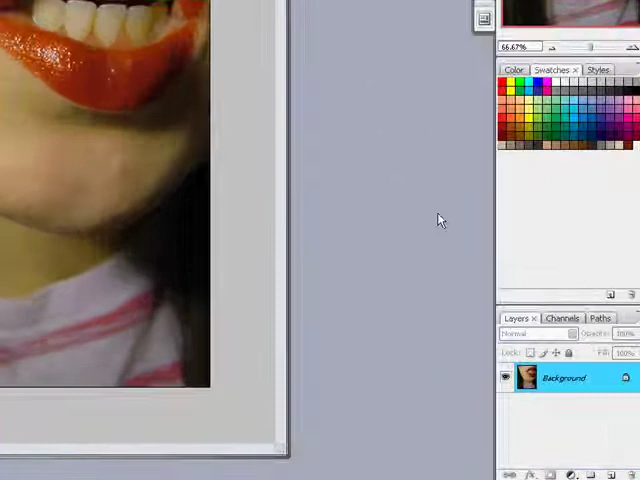 66.67%
Color Swatches × Styles
Layers × Channels Paths
Normal Opacity: 100%
Lock: Fill: 100%
Background